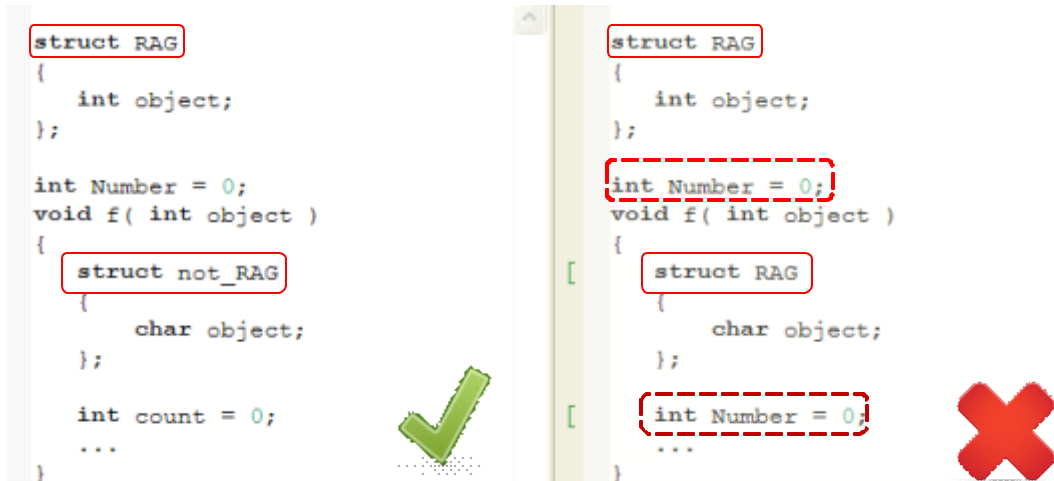 struct RAG
{
int object;
};
int Number = 0;
void f( int object )
{
struct not_RAG
{
char object;
};
int count = 0;
...
}
struct RAG
{
int object;
};
int Number = 0;
void f( int object )
{
[ struct RAG
{
char object;
};
[ int Number = 0;
...
}